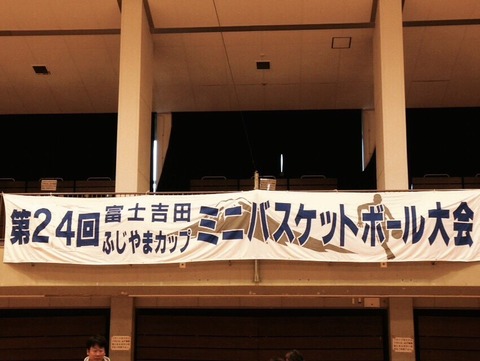 第24回
富士吉田
ふじやまカップ
ミニバスケットボール大会